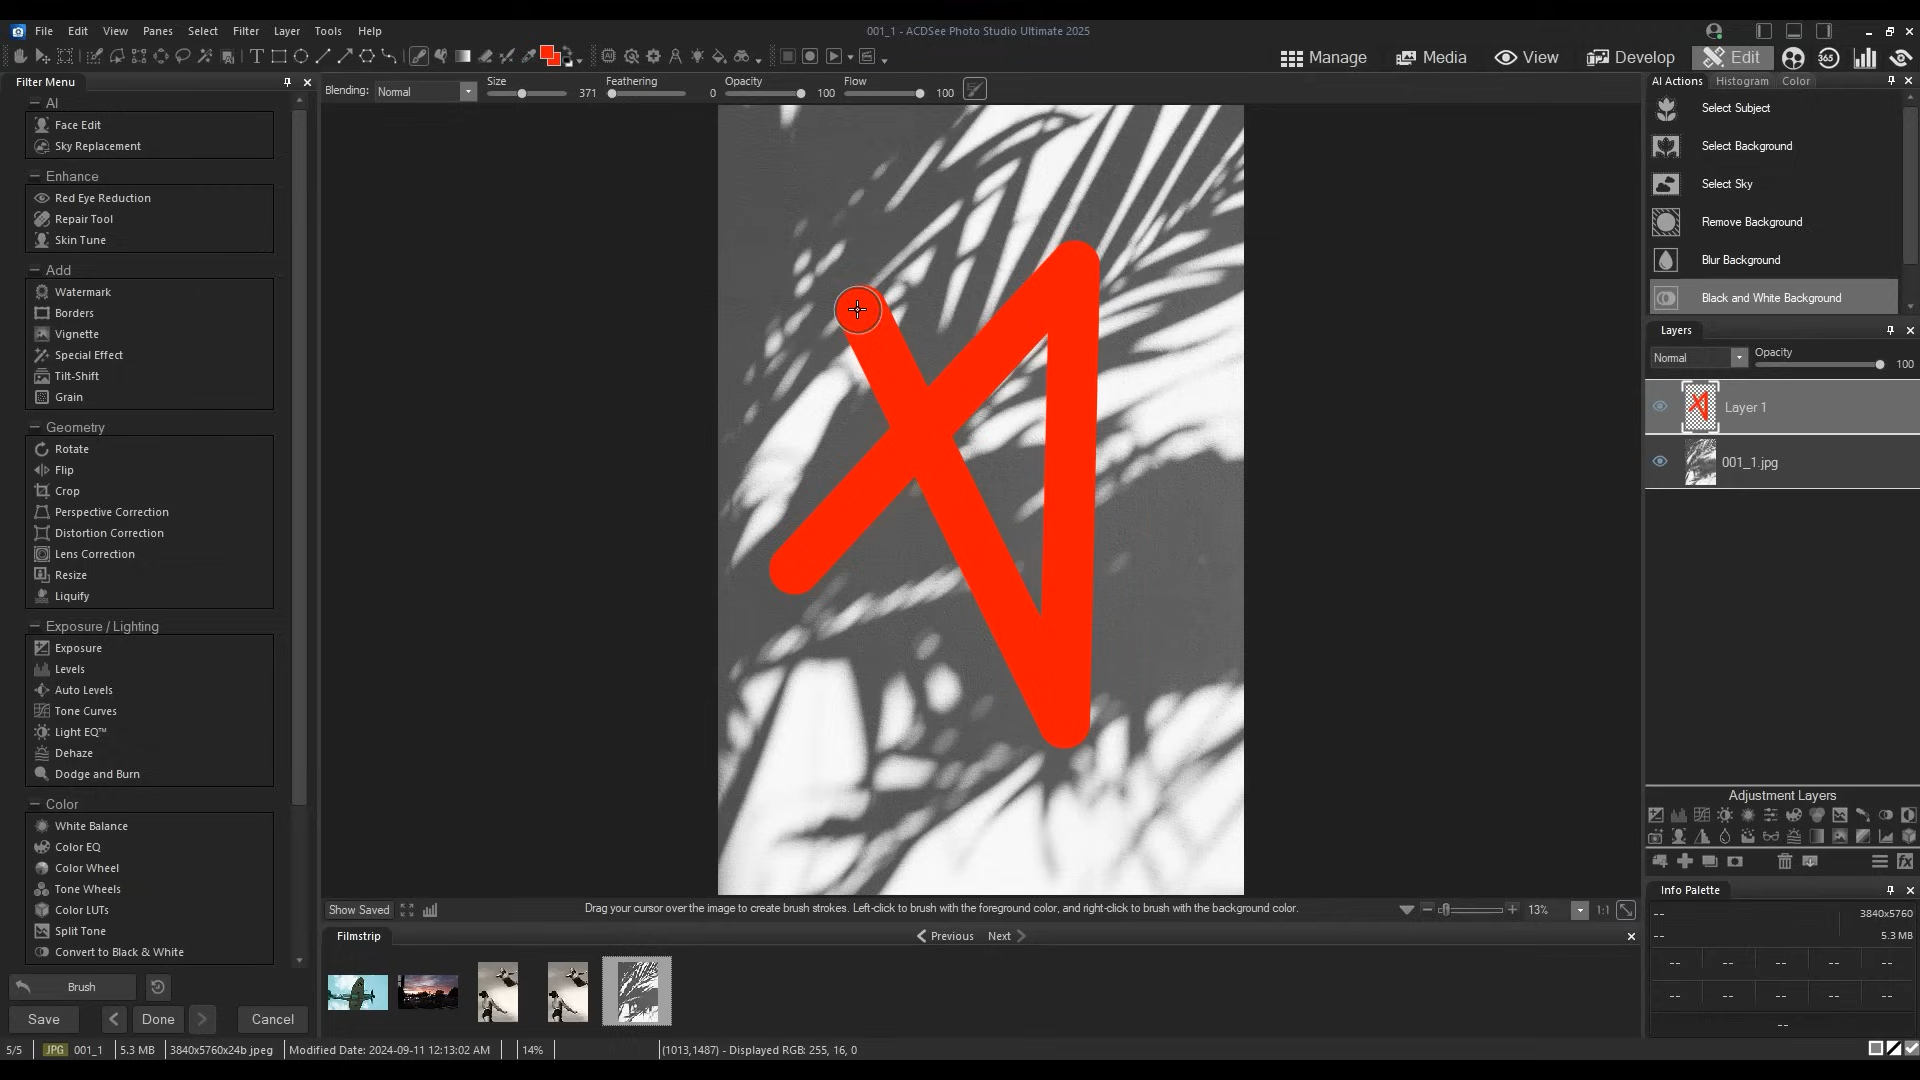 001_1 - ACDSee Photo Studio Ultimate 2025
File Edit View Panes Select Filter Layer Tools Help
Manage Media View Develop Edit
365
Filter Menu
AI
Face Edit
Sky Replacement
Enhance
Red Eye Reduction
Repair Tool
Skin Tune
Add
Watermark
Borders
Vignette
Special Effect
Tilt-Shift
Grain
Geometry
Rotate
Flip
Crop
Perspective Correction
Distortion Correction
Lens Correction
Resize
Liquify
Exposure / Lighting
Exposure
Levels
Auto Levels
Tone Curves
Light EQ™
Dehaze
Dodge and Burn
Color
White Balance
Color EQ
Color Wheel
Tone Wheels
Color LUTs
Split Tone
Convert to Black & White
Brush
Save Done Cancel
Blending: Normal Size 371 Feathering 0 Opacity 100 Flow 100
Show Saved
Drag your cursor over the image to create brush strokes. Left-click to brush with the foreground color, and right-click to brush with the background color.
13% 1:1
Filmstrip
Previous Next
AI Actions Histogram Color
Select Subject
Select Background
Select Sky
Remove Background
Blur Background
Black and White Background
Layers
Normal Opacity 100
Layer 1
001_1.jpg
Adjustment Layers
fx
Info Palette
-- 3840x5760
-- 5.3 MB
-- -- -- -- --
-- -- -- -- --
--
5/5 JPG 001_1 5.3 MB 3840x5760x24b jpeg Modified Date: 2024-09-11 12:13:02 AM 14% (1013,1487) - Displayed RGB: 255, 16, 0